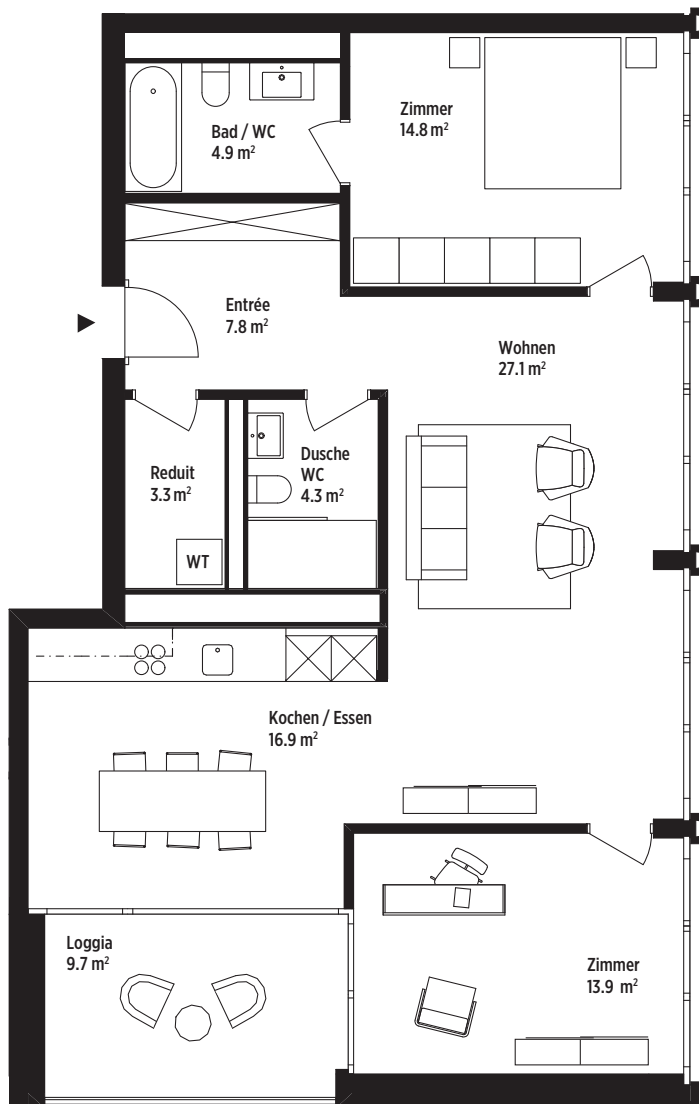 Zimmer
14.8 m²
Bad / WC
4.9 m²
Entrée
7.8 m²
Wohnen
27.1 m²
Reduit
3.3 m²
Dusche
WC
4.3 m²
WT
Kochen / Essen
16.9 m²
Loggia
9.7 m²
Zimmer
13.9 m²